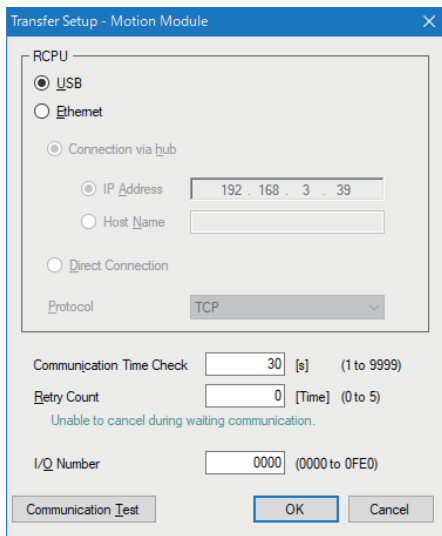 Transfer Setup - Motion Module
RCPU
USB
Ethernet
Connection via hub
IP Address 192 . 168 . 3 . 39
Host Name
Direct Connection
Protocol TCP
Communication Time Check 30 [s] (1 to 9999)
Retry Count 0 [Time] (0 to 5)
Unable to cancel during waiting communication.
I/O Number 0000 (0000 to 0FE0)
Communication Test OK Cancel